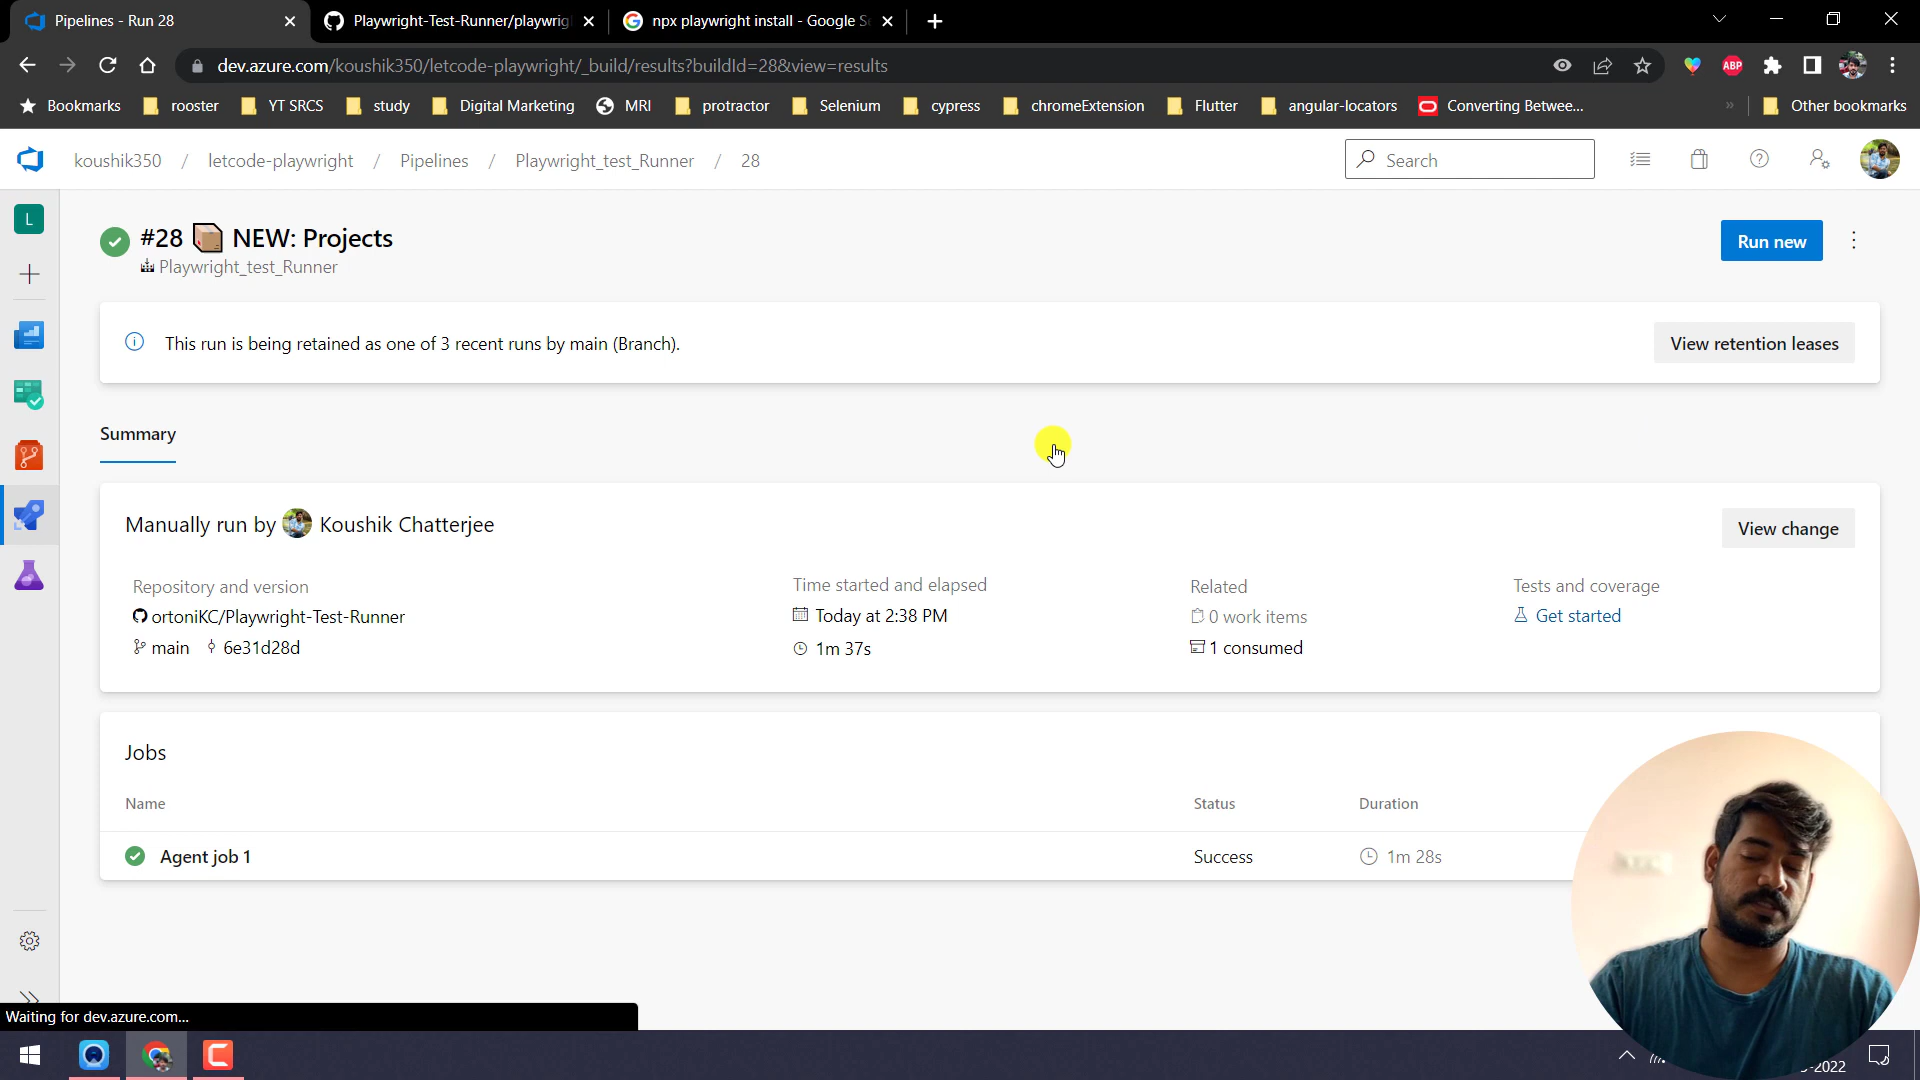 Pipelines - Run 28
Playwright-Test-Runner/playwrig
npx playwright install - Google Se
dev.azure.com/koushik350/letcode-playwright/_build/results?buildId=28&view=results
ABP
Bookmarks
rooster
YT SRCS
study
Digital Marketing
MRI
protractor
Selenium
cypress
chromeExtension
Flutter
angular-locators
Converting Betwee...
»
Other bookmarks
koushik350 / letcode-playwright / Pipelines / Playwright_test_Runner / 28
Search
L
#28 NEW: Projects
Playwright_test_Runner
Run new
This run is being retained as one of 3 recent runs by main (Branch).
View retention leases
Summary
Manually run by Koushik Chatterjee
View change
Repository and version
Time started and elapsed
Related
Tests and coverage
ortoniKC/Playwright-Test-Runner
Today at 2:38 PM
0 work items
Get started
main 6e31d28d
1m 37s
1 consumed
Jobs
Name
Status
Duration
Agent job 1
Success
1m 28s
Waiting for dev.azure.com...
-2022